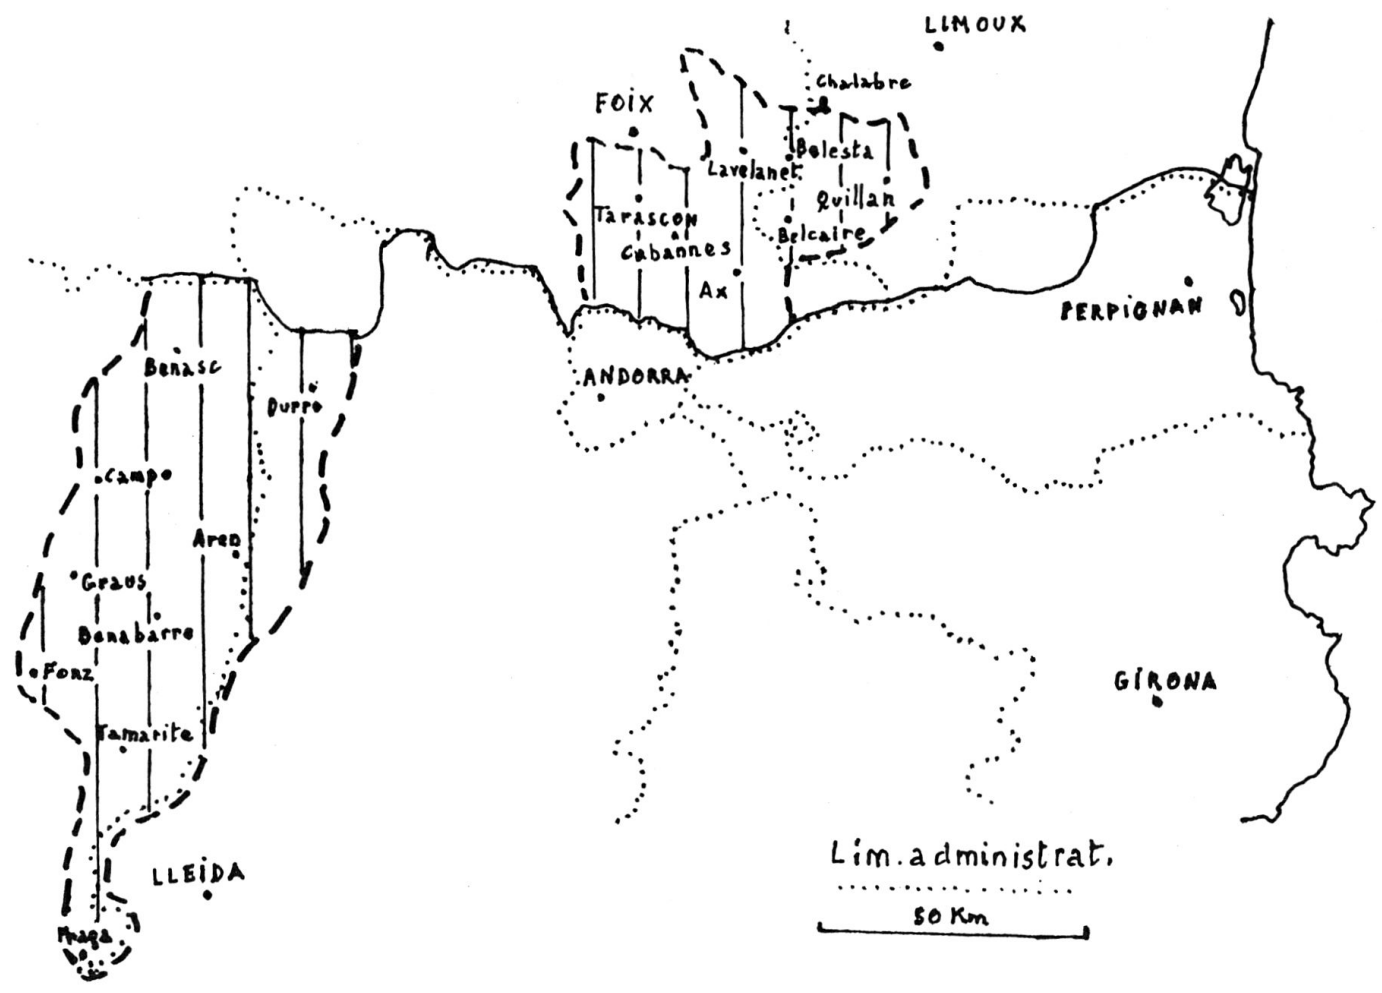 LIMOUX
Chalabre
FOIX
Belesta
Lavelanet
Quillan
Tarascon
Belcaire
Cabannes
Ax
PERPIGNAN
Benasc
ANDORRA
Durro
Campo
Aren
Graus
Benabarre
Fonz
GIRONA
Tamarite
Lim. administrat.
LLEIDA
50 Km